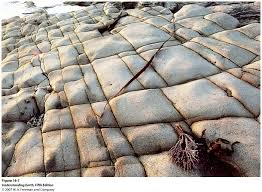 Figure 16-1
Understanding Earth, Fifth Edition
© 2007 W. H. Freeman and Company